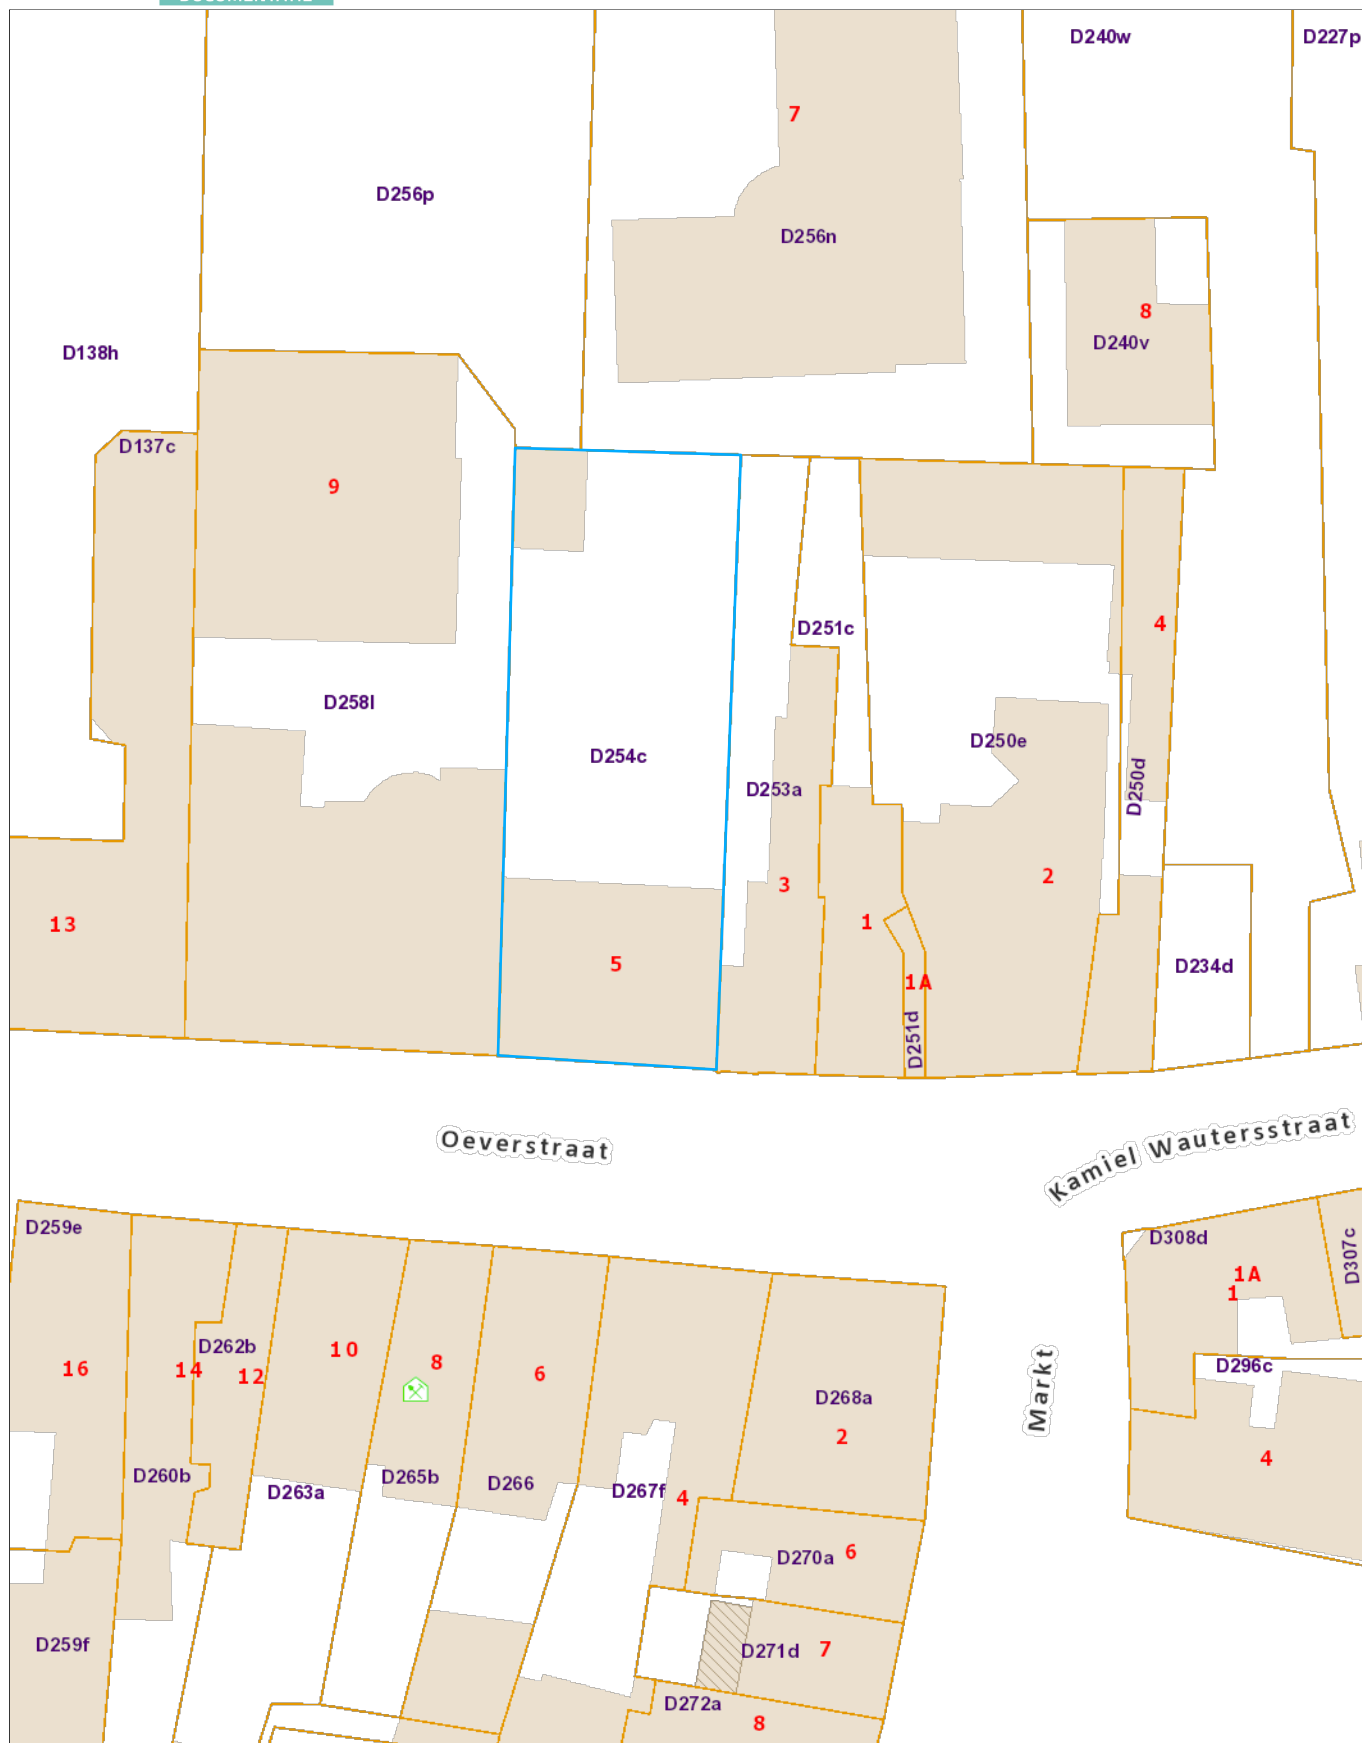 D240w
D227p
7
D256p
D256n
8
D240v
D138h
D137c
9
4
D251c
D258l
D250e
D254c
D250d
D253a
2
3
13
1
5
D234d
1A
D251d
Oeverstraat
Kamiel Wautersstraat
D259e
D308d
D307c
1A
1
D262b
10
8
16
14
12
6
D296c
Markt
D268a
2
4
D260b
D265b
D266
D263a
D267f
4
6
D270a
D259f
D271d
7
D272a
8